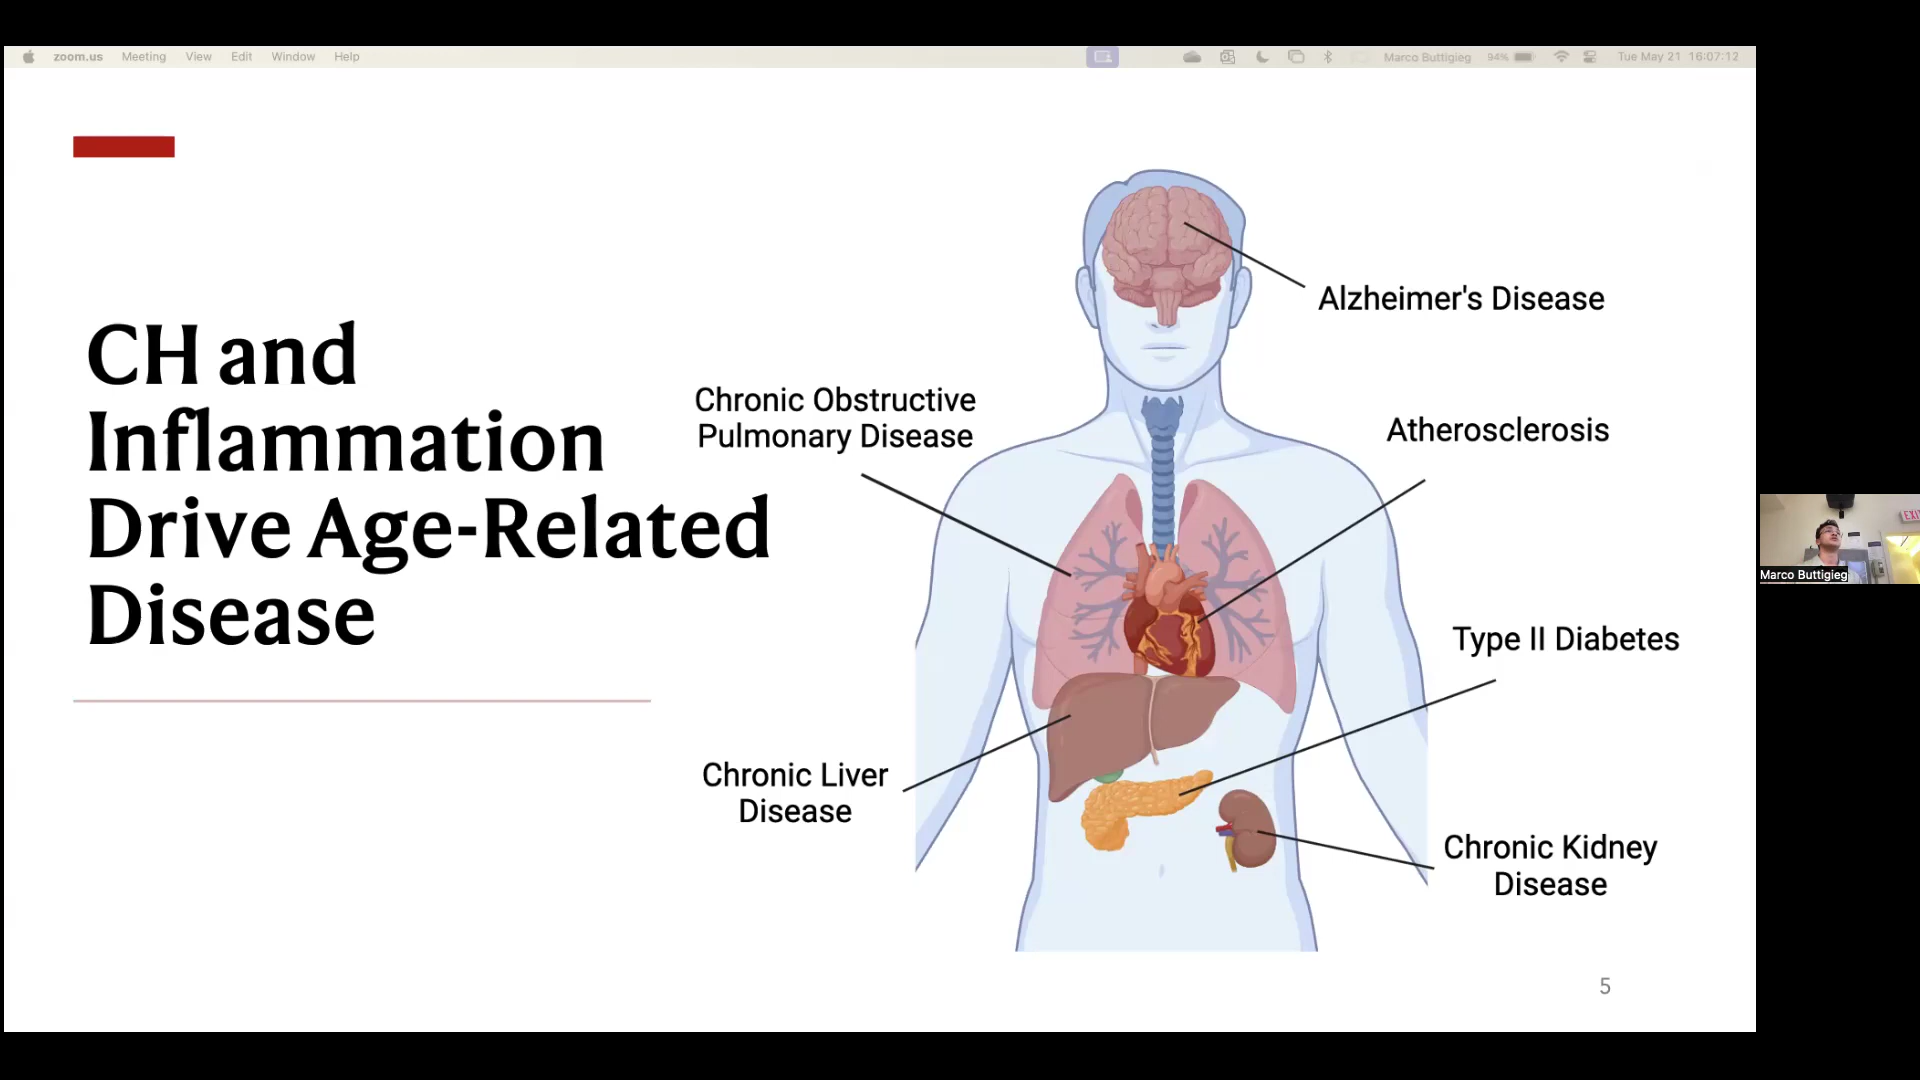 zoom.us Meeting View Edit Window Help Marco Buttigieg 94% Tue May 21 16:07:12
CH and
Inflammation
Drive Age-Related
Disease
Alzheimer's Disease
Chronic Obstructive
Pulmonary Disease
Atherosclerosis
Type II Diabetes
Chronic Liver
Disease
Chronic Kidney
Disease
5
EXI
Marco Buttigieg